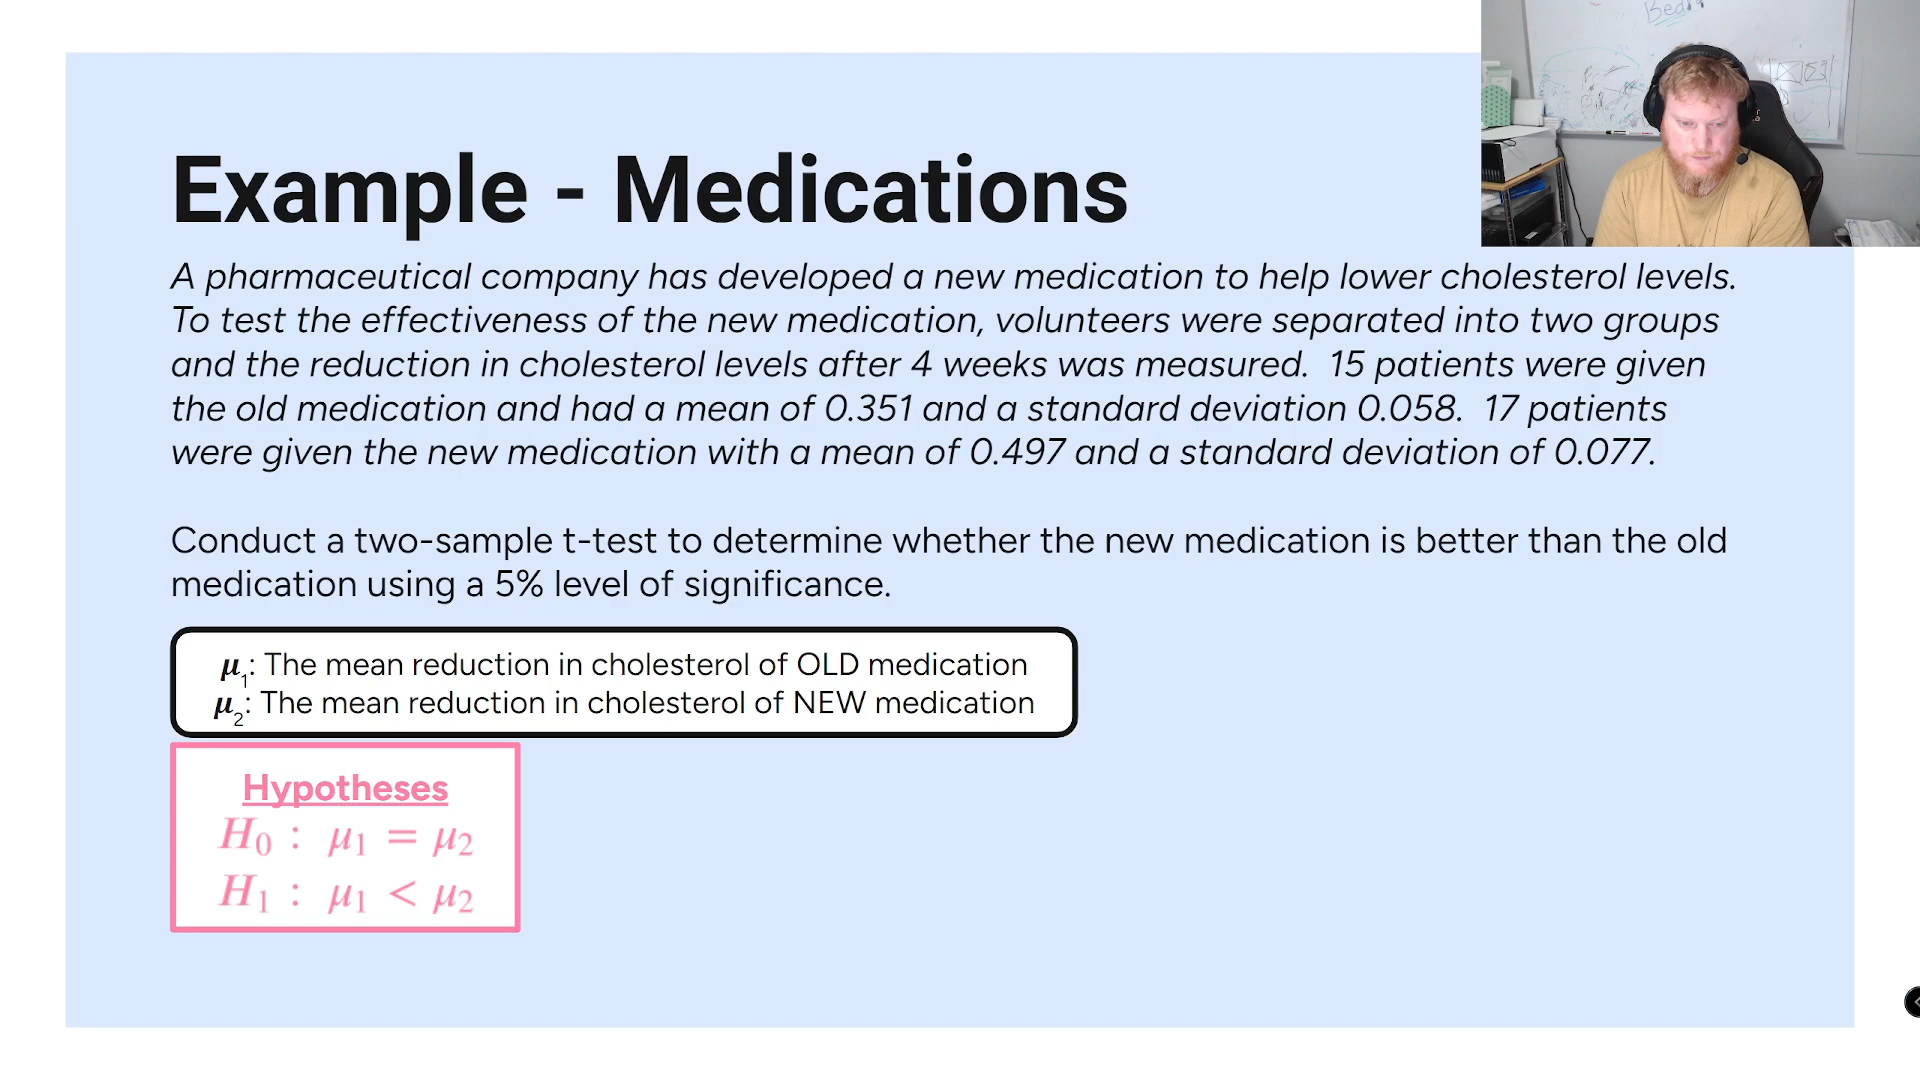 Example - Medications
A pharmaceutical company has developed a new medication to help lower cholesterol levels.
To test the effectiveness of the new medication, volunteers were separated into two groups
and the reduction in cholesterol levels after 4 weeks was measured.  15 patients were given
the old medication and had a mean of 0.351 and a standard deviation 0.058.  17 patients
were given the new medication with a mean of 0.497 and a standard deviation of 0.077.
Conduct a two-sample t-test to determine whether the new medication is better than the old
medication using a 5% level of significance.
μ₁: The mean reduction in cholesterol of OLD medication
μ₂: The mean reduction in cholesterol of NEW medication
Hypotheses
H₀ : μ₁ = μ₂
H₁ : μ₁ < μ₂